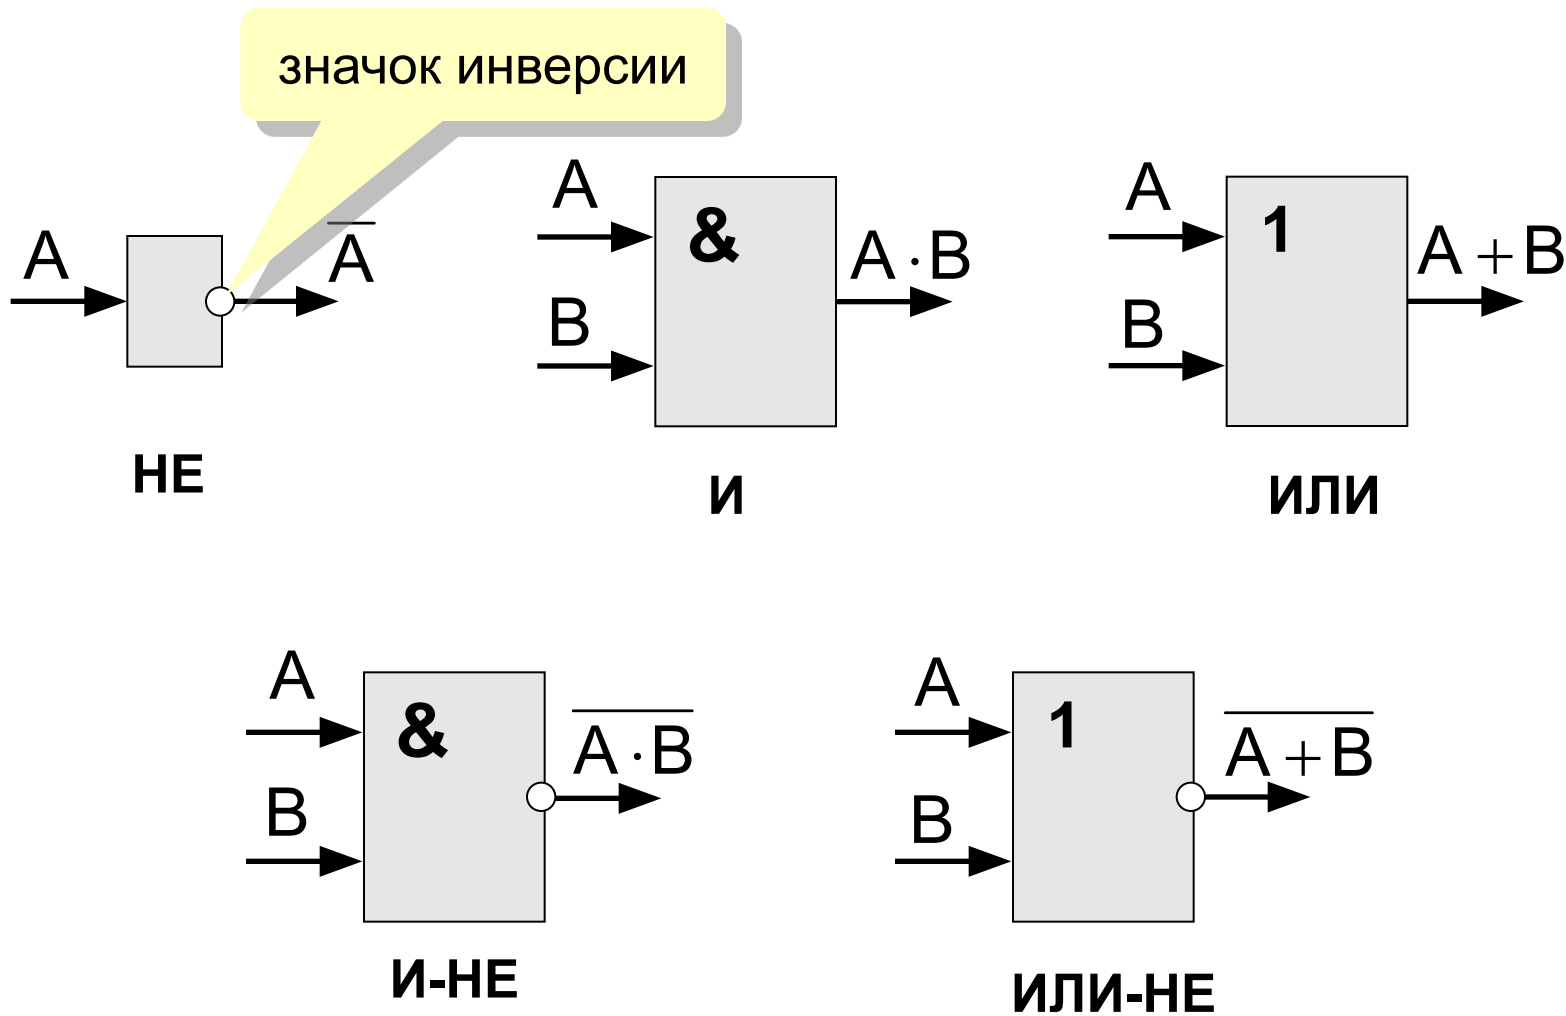 значок инверсии
A
A̅
НЕ
A
B
&
A · B
И
A
B
1
A + B
ИЛИ
A
B
&
A̅ ̅·̅ ̅B̅
И-НЕ
A
B
1
A̅ ̅+̅ ̅B̅
ИЛИ-НЕ